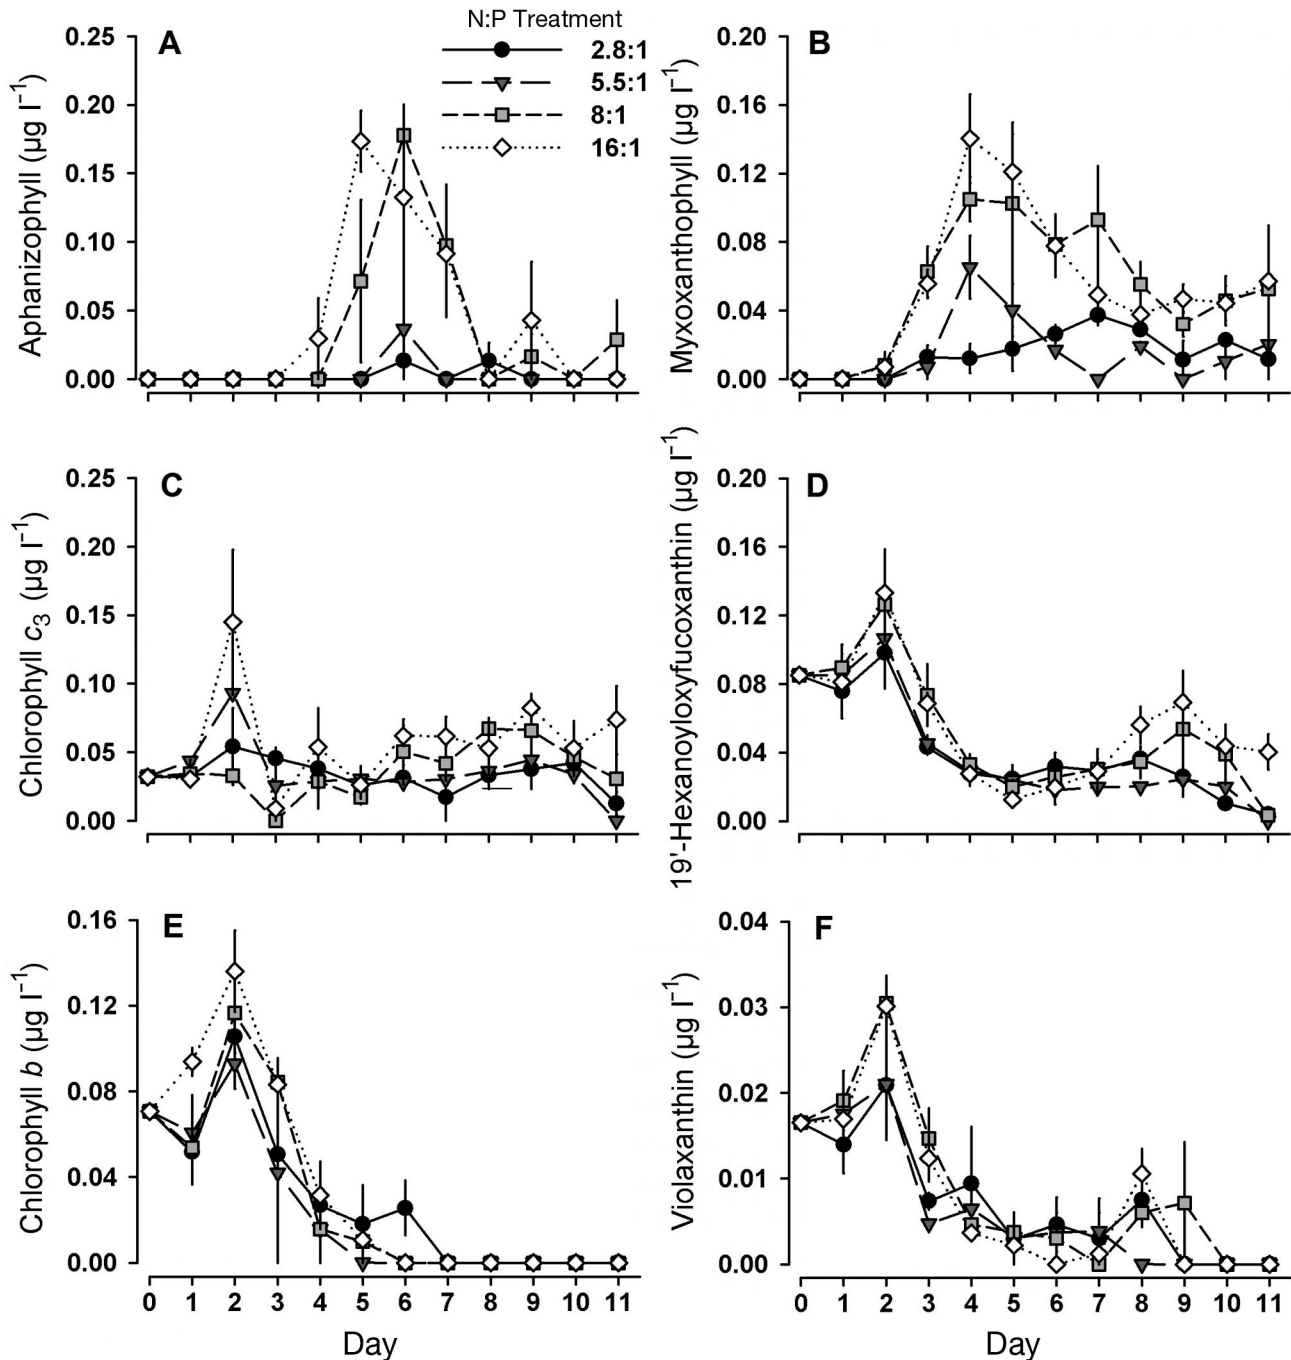 N:P Treatment
2.8:1
5.5:1
8:1
16:1
A
Aphanizophyll (µg l⁻¹)
0.25
0.20
0.15
0.10
0.05
0.00
B
Myxoxanthophyll (µg l⁻¹)
0.20
0.16
0.12
0.08
0.04
0.00
C
Chlorophyll c₃ (µg l⁻¹)
0.25
0.20
0.15
0.10
0.05
0.00
D
19'-Hexanoyloxyfucoxanthin (µg l⁻¹)
0.20
0.16
0.12
0.08
0.04
0.00
E
Chlorophyll b (µg l⁻¹)
0.16
0.12
0.08
0.04
0.00
0 1 2 3 4 5 6 7 8 9 10 11
Day
F
Violaxanthin (µg l⁻¹)
0.04
0.03
0.02
0.01
0.00
0 1 2 3 4 5 6 7 8 9 10 11
Day